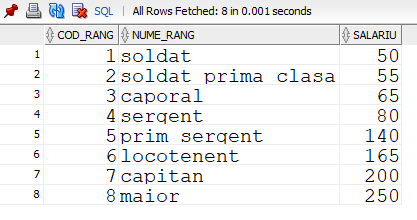 SQL | All Rows Fetched: 8 in 0.001 seconds
COD_RANG NUME_RANG SALARIU
1 1 soldat 50
2 2 soldat prima clasa 55
3 3 caporal 65
4 4 sergent 80
5 5 prim sergent 140
6 6 locotenent 165
7 7 capitan 200
8 8 maior 250